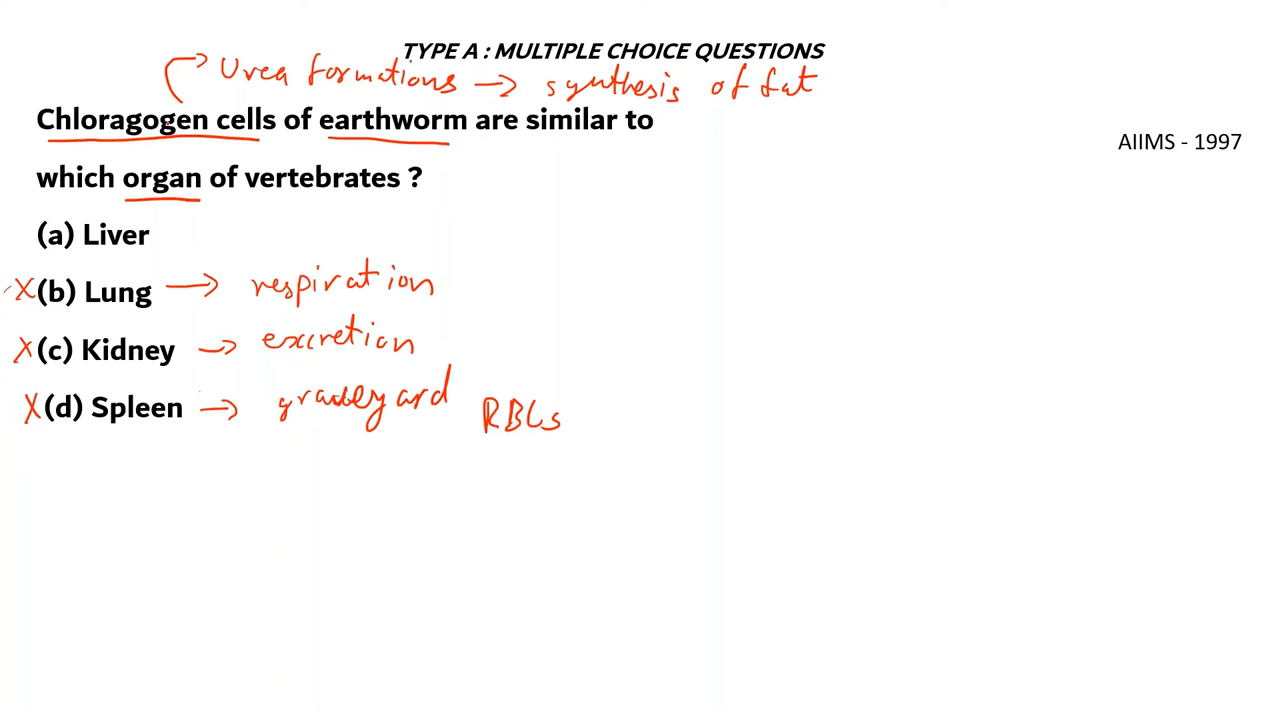 TYPE A : MULTIPLE CHOICE QUESTIONS
Urea formations → synthesis of fat
Chloragogen cells of earthworm are similar to
AIIMS - 1997
which organ of vertebrates ?
(a) Liver
X (b) Lung → respiration
X (c) Kidney → excretion
X (d) Spleen → graveyard RBCs